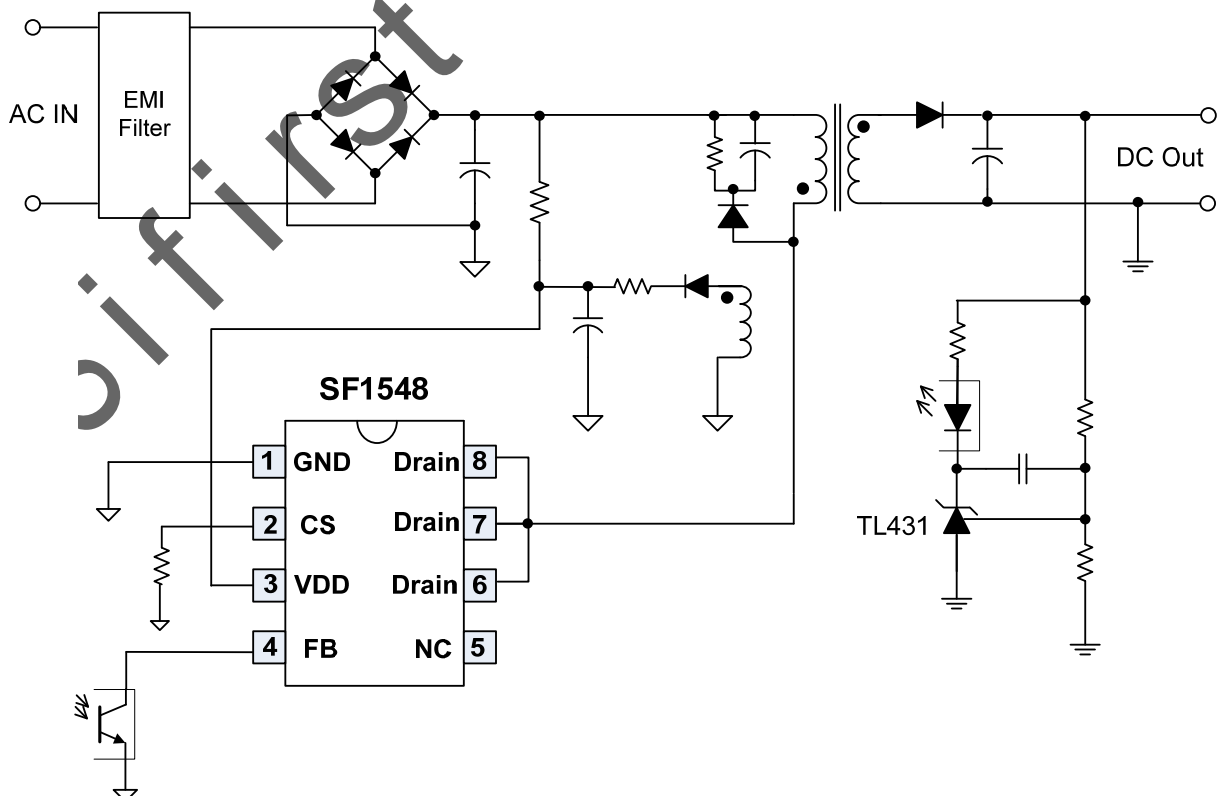 AC IN
EMI
Filter
DC Out
SF1548
1 GND
Drain 8
2 CS
Drain 7
3 VDD
Drain 6
4 FB
NC 5
TL431
ofifirst